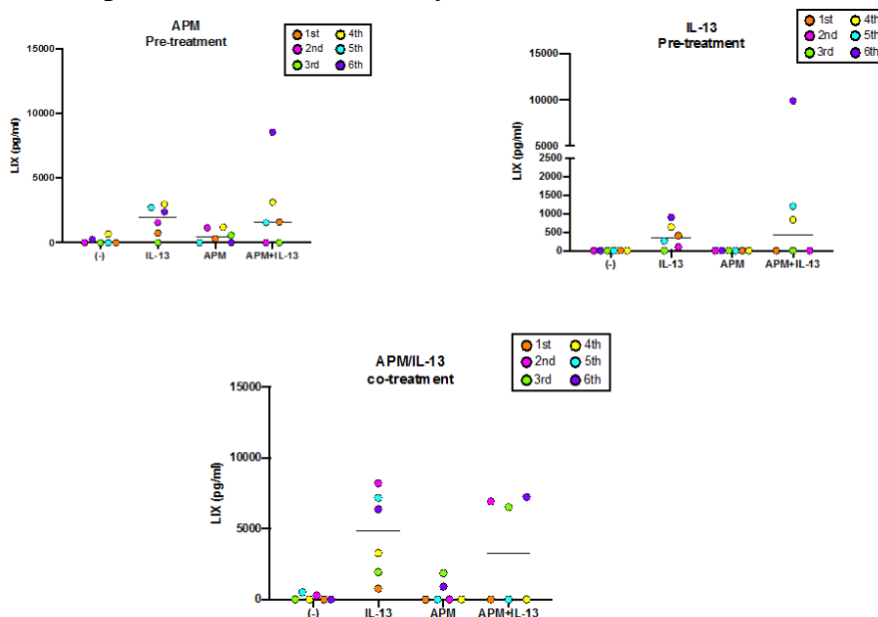 APM
Pre-treatment
1st 4th
2nd 5th
3rd 6th
15000
10000
5000
0
LIX (pg/ml)
(-) IL-13 APM APM+IL-13
IL-13
Pre-treatment
1st 4th
2nd 5th
3rd 6th
15000
10000
5000
2500
2000
1500
1000
500
0
LIX (pg/ml)
(-) IL-13 APM APM+IL-13
APM/IL-13
co-treatment
1st 4th
2nd 5th
3rd 6th
15000
10000
5000
0
LIX (pg/ml)
(-) IL-13 APM APM+IL-13